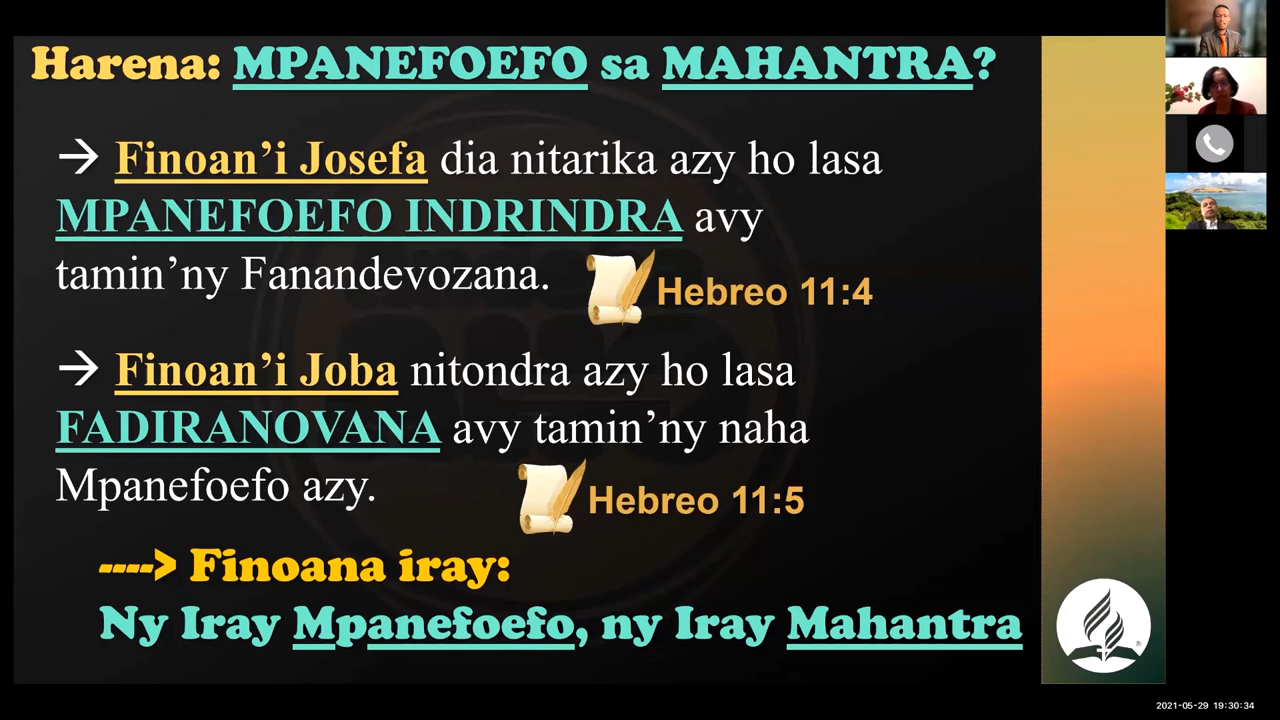 Harena: MPANEFOEFO sa MAHANTRA?
→ Finoan’i Josefa dia nitarika azy ho lasa
MPANEFOEFO INDRINDRA avy
tamin’ny Fanandevozana.
Hebreo 11:4
→ Finoan’i Joba nitondra azy ho lasa
FADIRANOVANA avy tamin’ny naha
Mpanefoefo azy.
Hebreo 11:5
----> Finoana iray:
Ny Iray Mpanefoefo, ny Iray Mahantra
®
2021-05-29 19:30:34